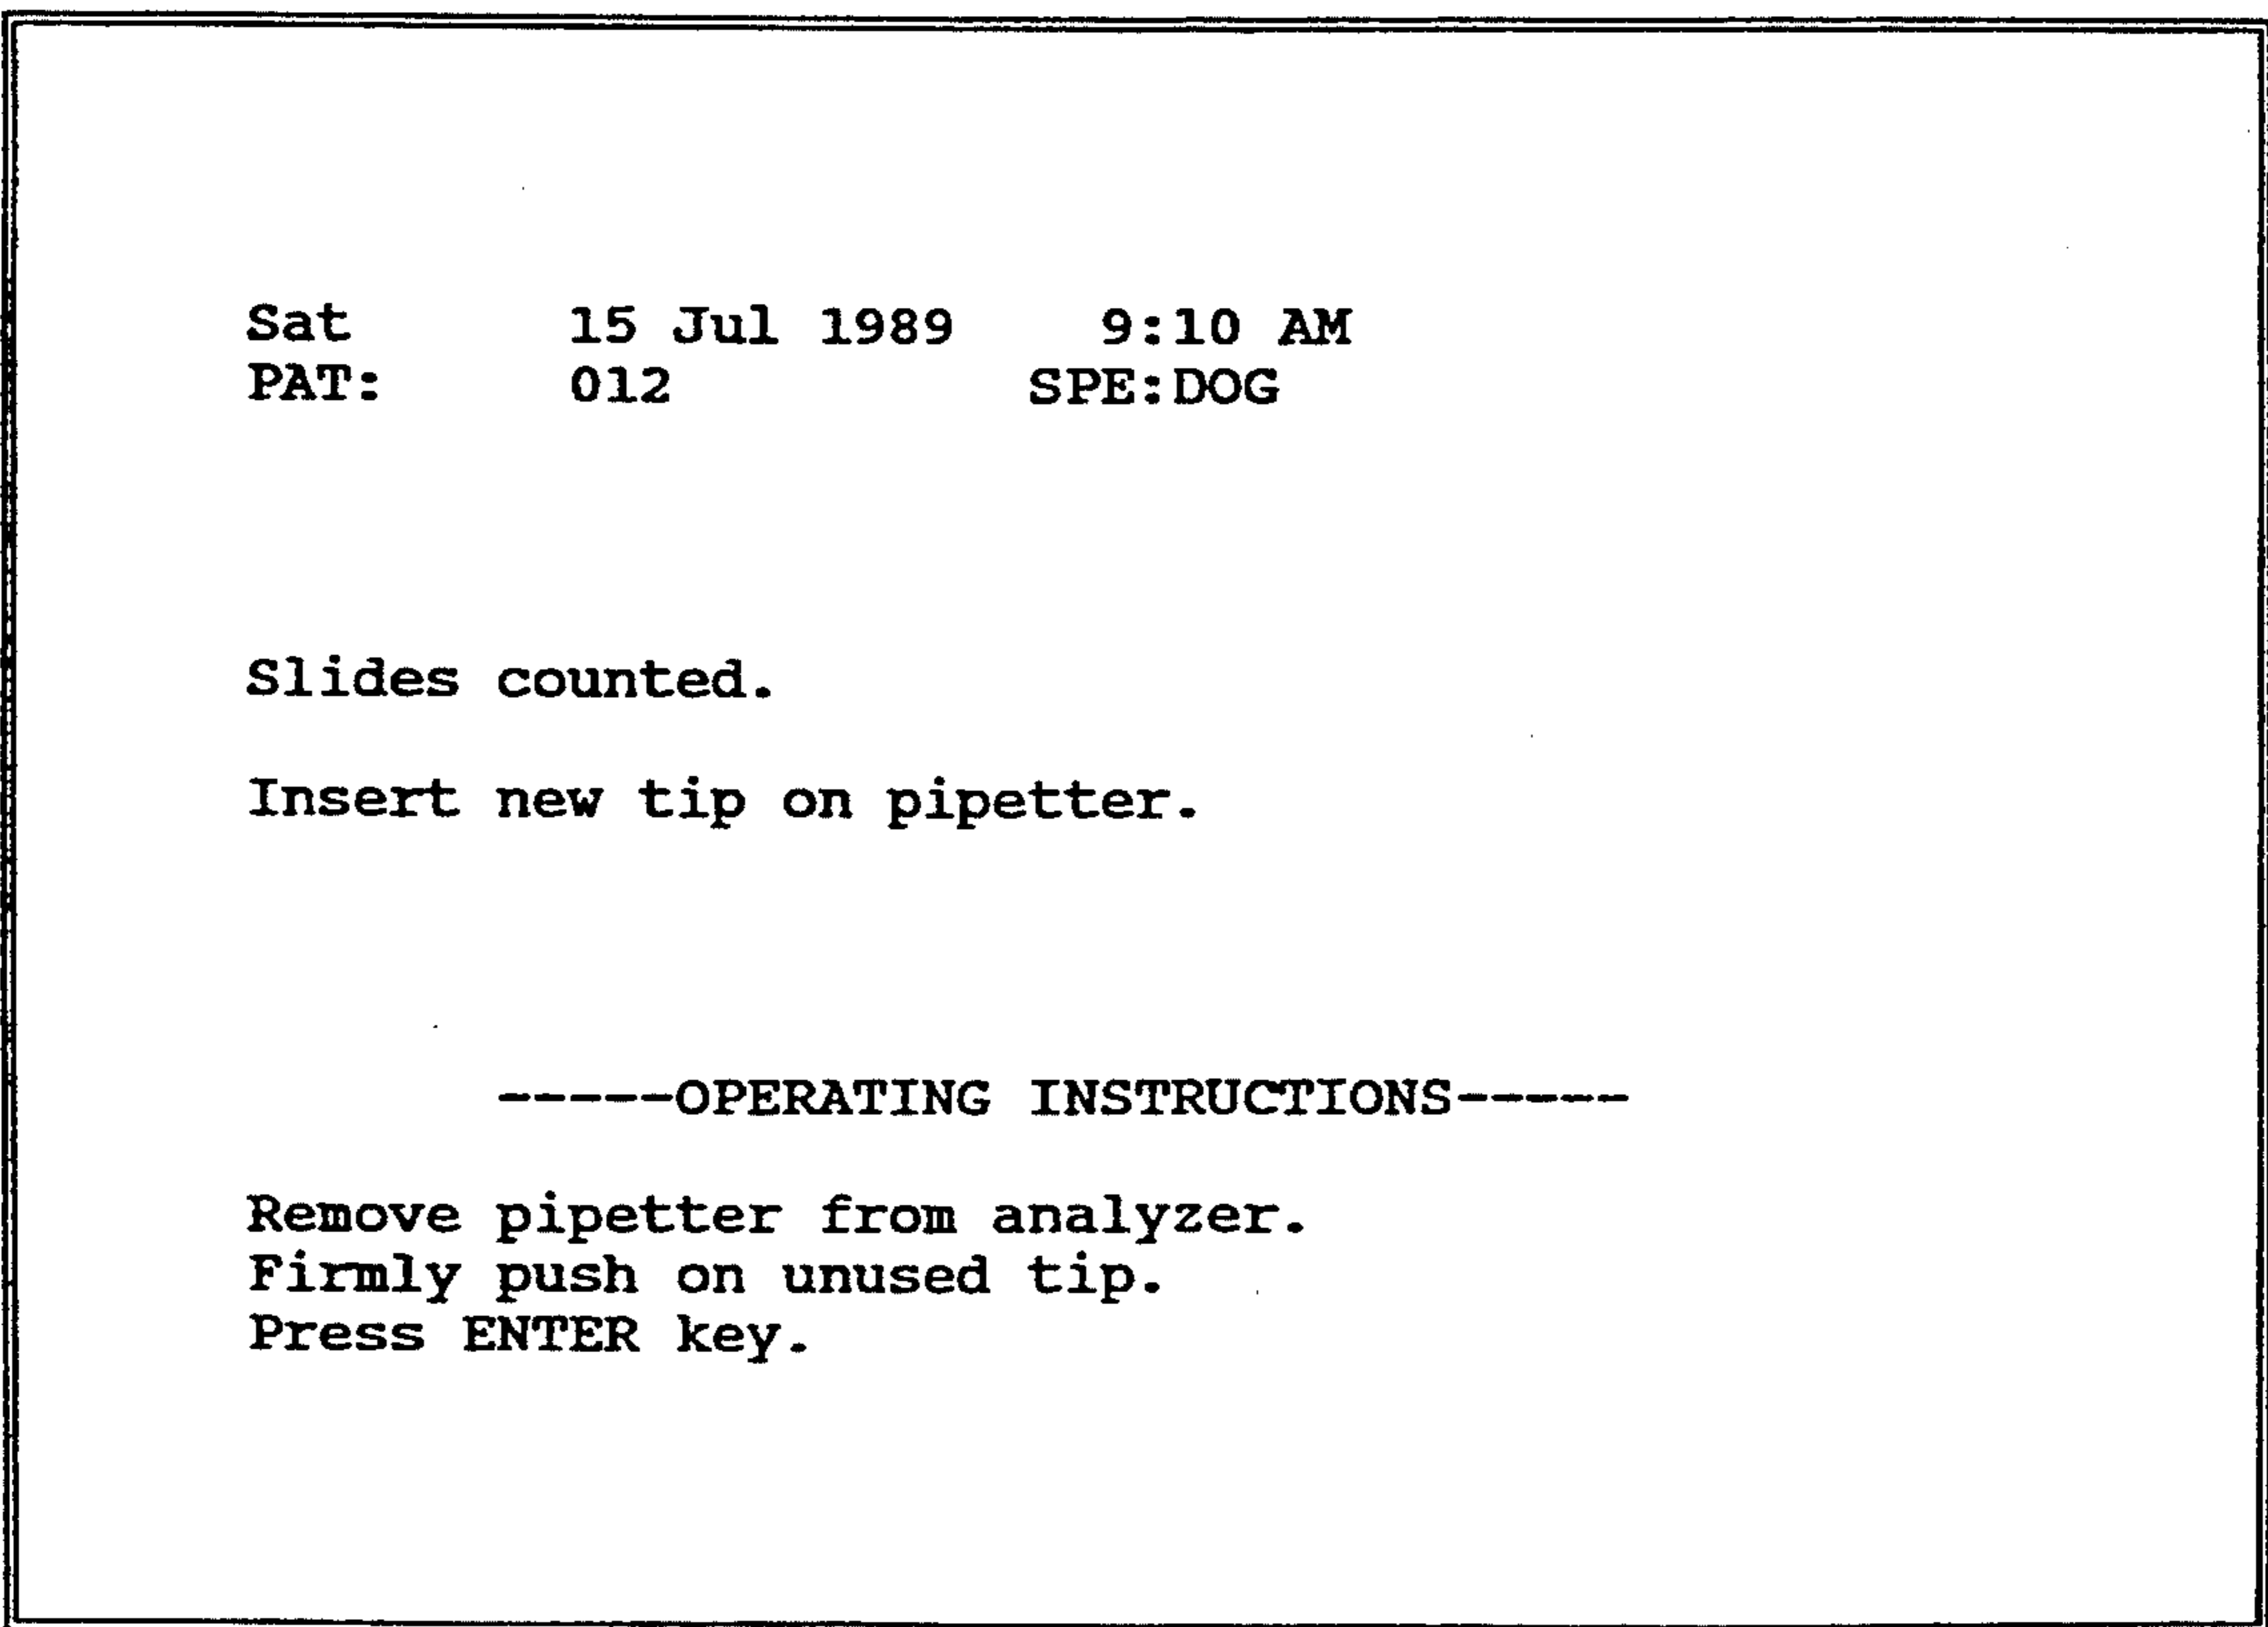 Sat 15 Jul 1989 9:10 AM
PAT: 012 SPE:DOG
Slides counted.
Insert new tip on pipetter.
-----OPERATING INSTRUCTIONS-----
Remove pipetter from analyzer.
Firmly push on unused tip.
Press ENTER key.